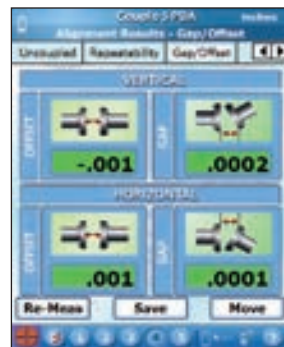 Couple 5 PDA Inches
Alignment Results - Gap/Offset
Uncoupled Repeatability Gap/Offset
VERTICAL
OFFSET GAP
-.001 .0002
HORIZONTAL
OFFSET GAP
.001 .0001
Re-Meas Save Move